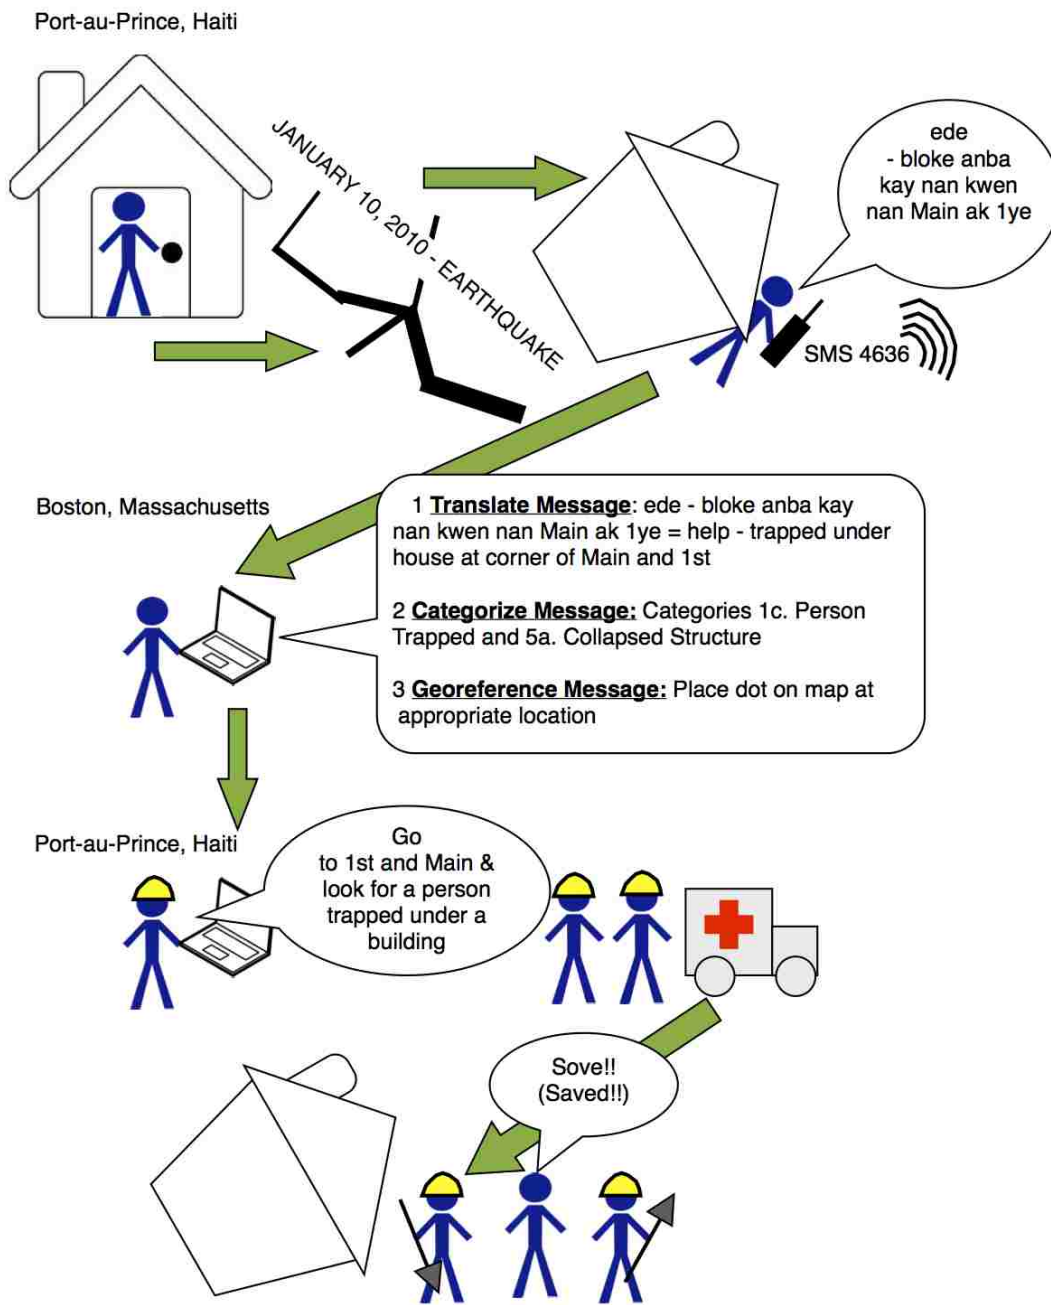 Port-au-Prince, Haiti
JANUARY 10, 2010 - EARTHQUAKE
ede
- bloke anba
kay nan kwen
nan Main ak 1ye
SMS 4636
Boston, Massachusetts
1 Translate Message: ede - bloke anba kay
nan kwen nan Main ak 1ye = help - trapped under
house at corner of Main and 1st
2 Categorize Message: Categories 1c. Person
Trapped and 5a. Collapsed Structure
3 Georeference Message: Place dot on map at
appropriate location
Port-au-Prince, Haiti
Go
to 1st and Main &
look for a person
trapped under a
building
Sove!!
(Saved!!)